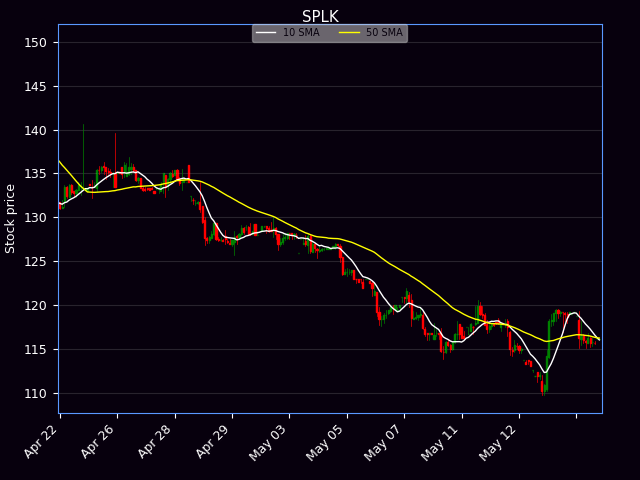 SPLK
10 SMA 50 SMA
Stock price
150
145
140
135
130
125
120
115
110
Apr 22
Apr 26
Apr 28
Apr 29
May 03
May 05
May 07
May 11
May 12